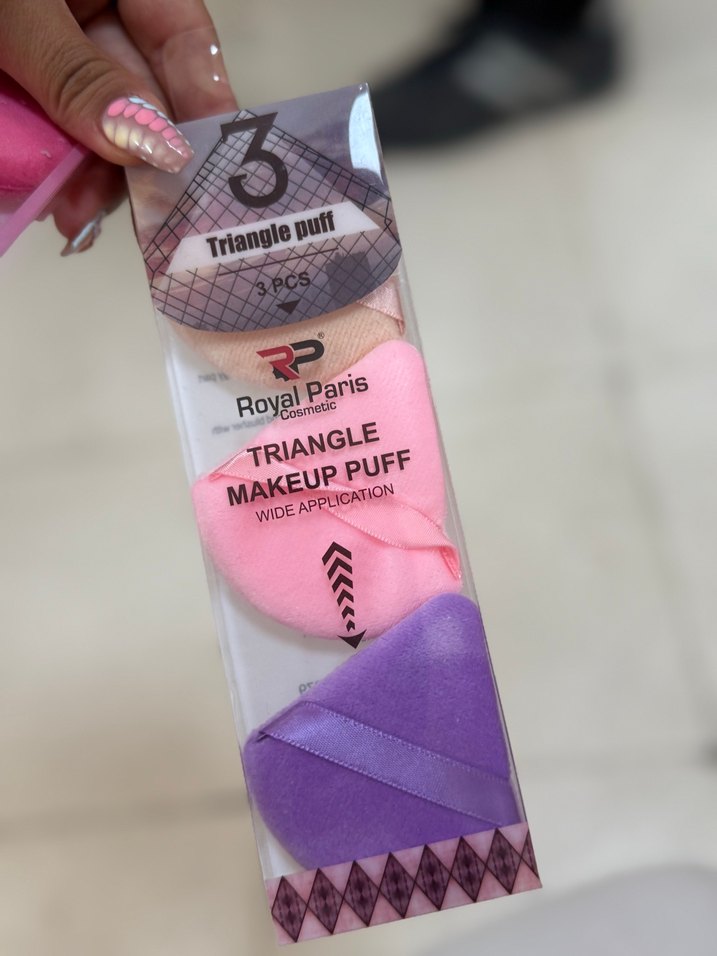 3
Triangle puff
3 PCS
RP®
Royal Paris
Cosmetic
TRIANGLE
MAKEUP PUFF
WIDE APPLICATION